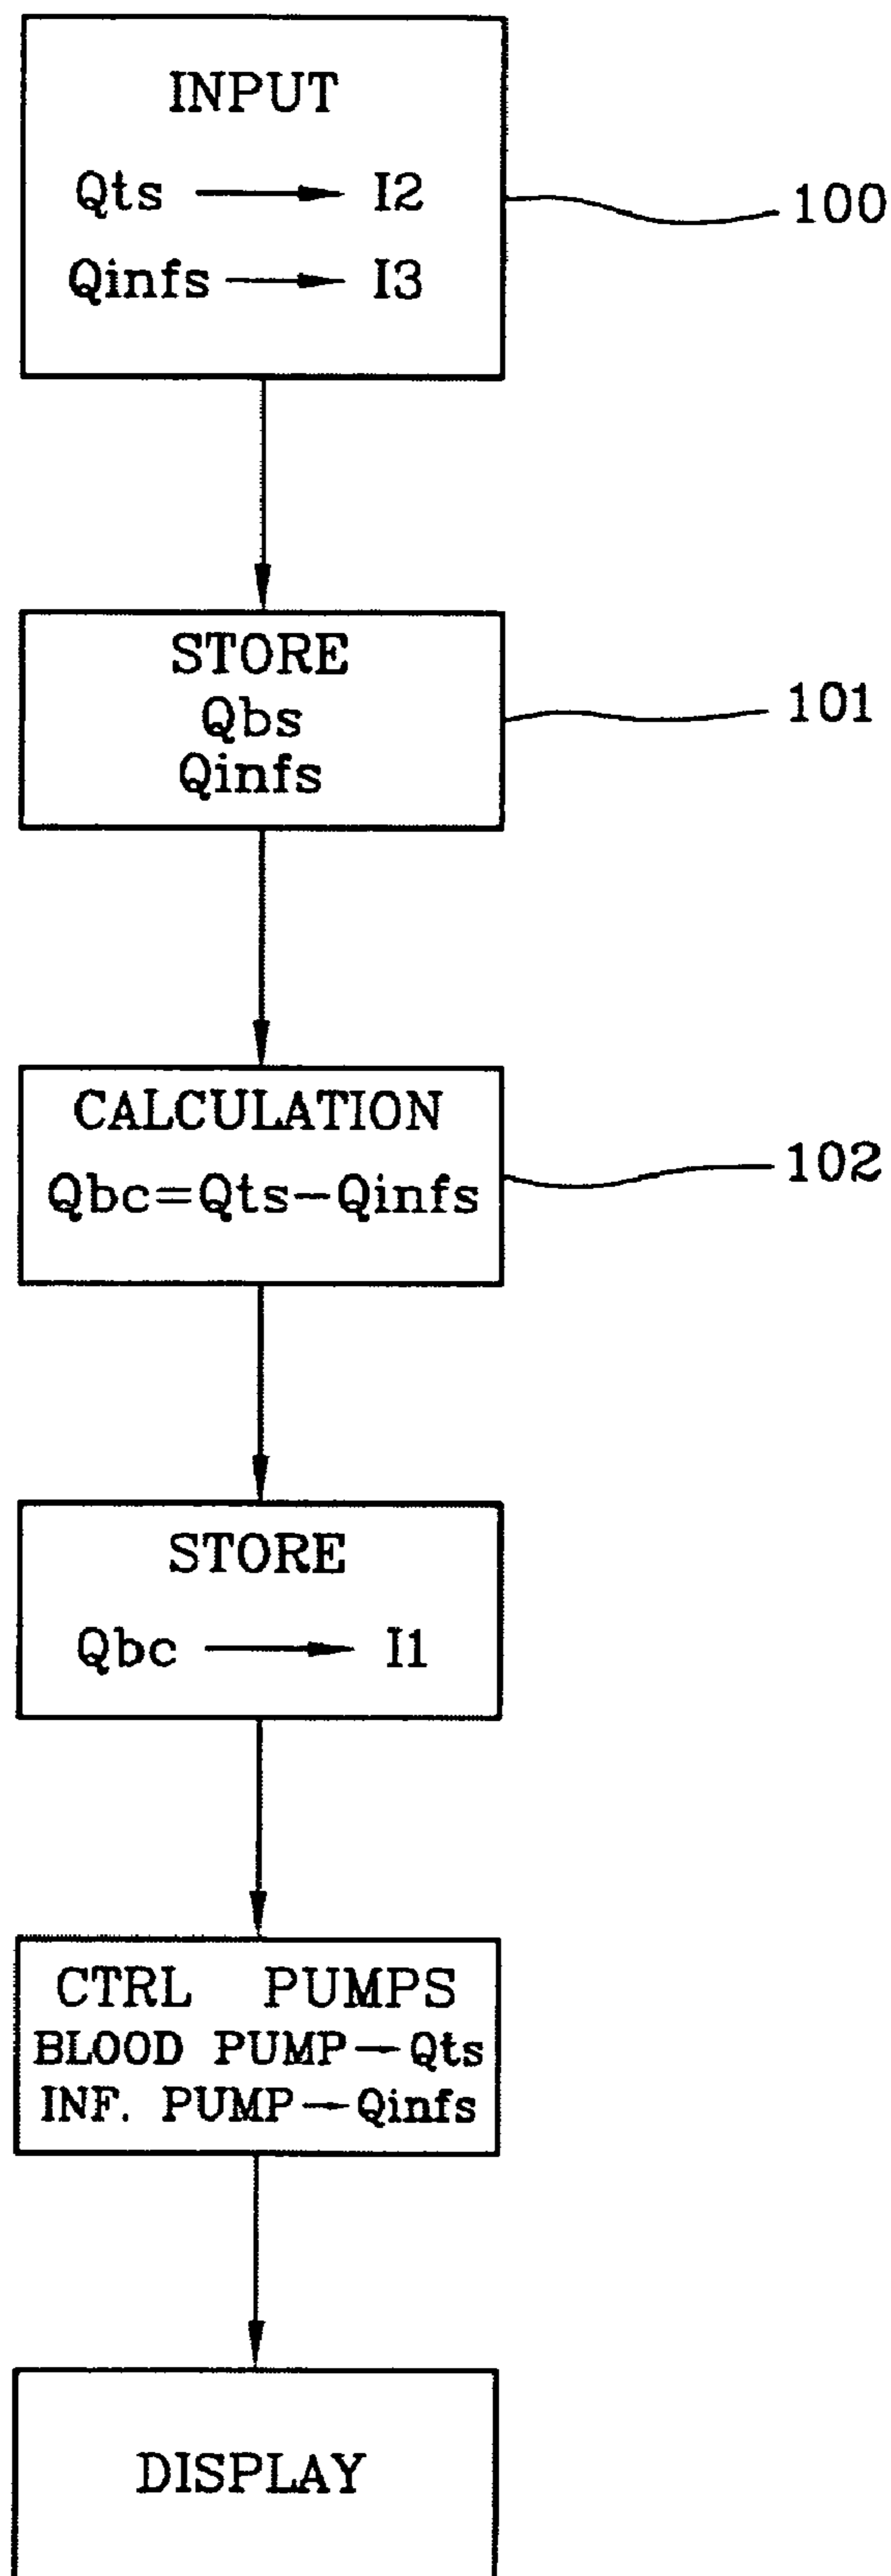 INPUT
Qts → I2
Qinfs → I3
100
STORE
Qbs
Qinfs
101
CALCULATION
Qbc=Qts-Qinfs
102
STORE
Qbc → I1
CTRL PUMPS
BLOOD PUMP→Qts
INF. PUMP→Qinfs
DISPLAY